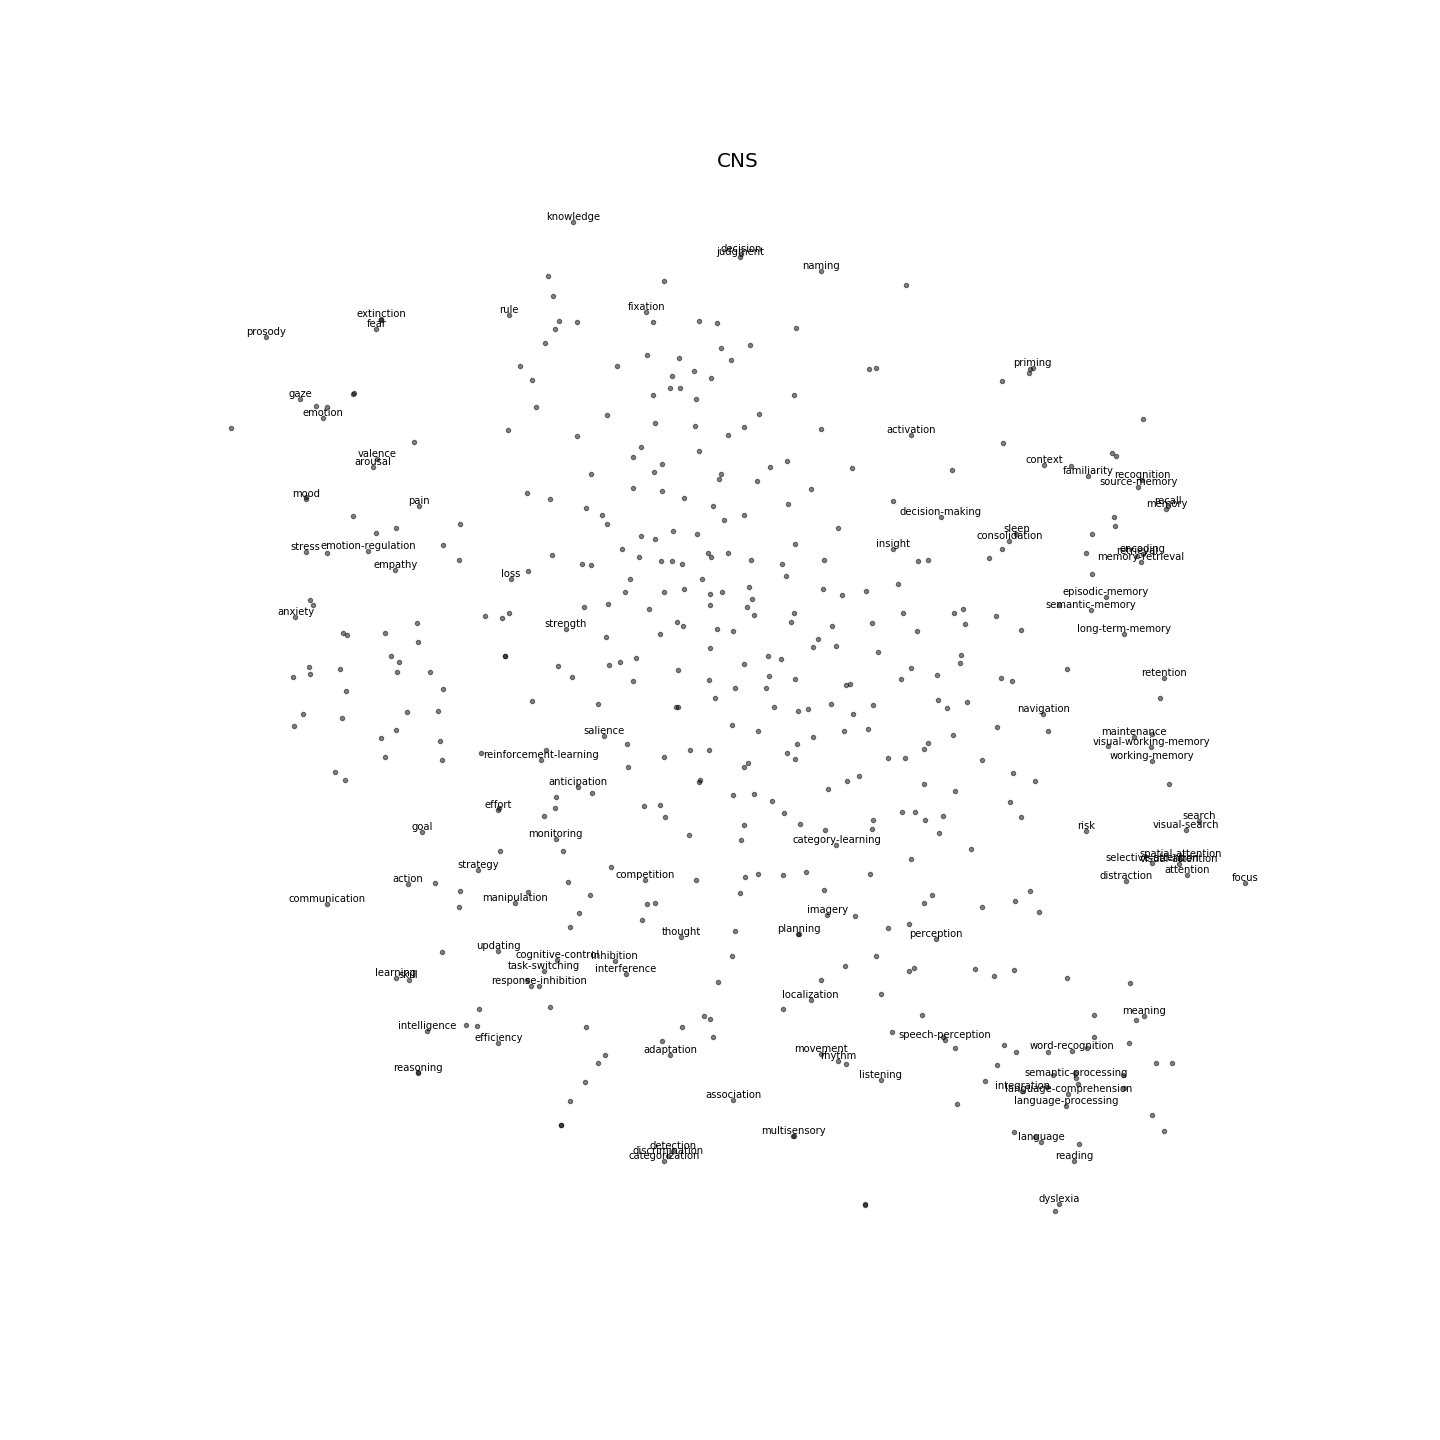 CNS
knowledge
decision
judgment
naming
fixation
rule
extinction
fear
prosody
priming
gaze
emotion
activation
valence
arousal
context
familiarity
recognition
source-memory
mood
pain
recall
memory
decision-making
sleep
consolidation
insight
stress
emotion-regulation
encoding
retrieval
memory-retrieval
empathy
loss
episodic-memory
semantic-memory
anxiety
strength
long-term-memory
retention
navigation
salience
maintenance
visual-working-memory
reinforcement-learning
working-memory
anticipation
effort
search
visual-search
goal
monitoring
risk
category-learning
spatial-attention
visual-attention
strategy
competition
attention
distraction
focus
action
communication
manipulation
imagery
thought
planning
perception
updating
cognitive-control
inhibition
task-switching
interference
learning
skill
response-inhibition
localization
meaning
intelligence
efficiency
speech-perception
adaptation
movement
rhythm
word-recognition
reasoning
listening
semantic-processing
integration
language-comprehension
association
language-processing
multisensory
language
detection
discrimination
categorization
reading
dyslexia